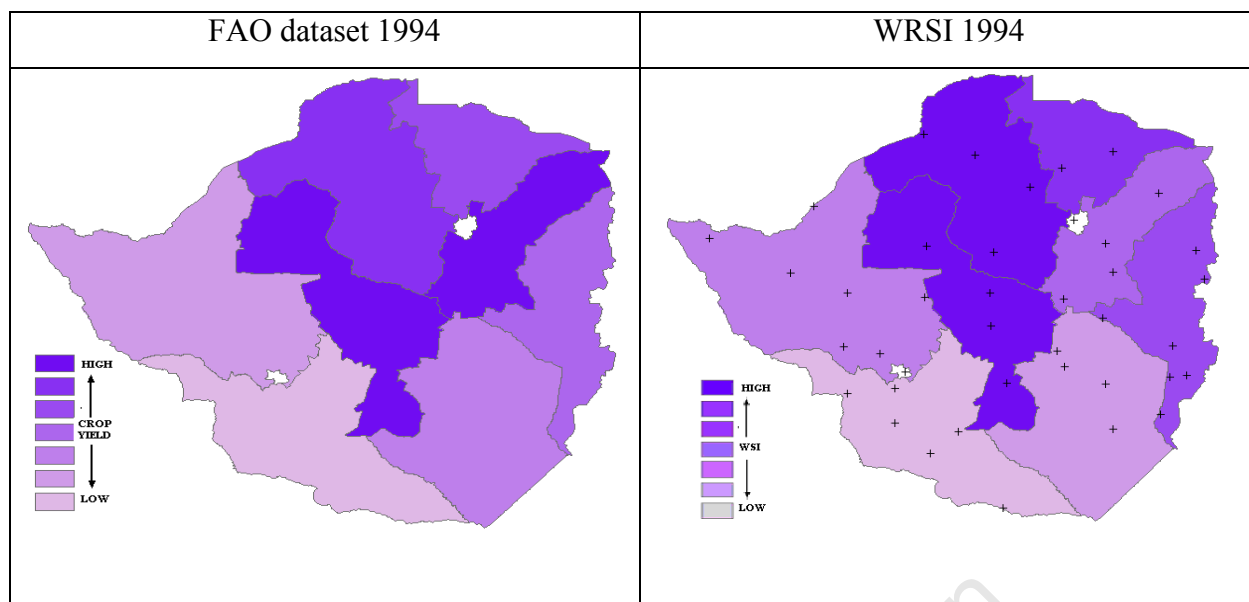 FAO dataset 1994
WRSI 1994
HIGH
CROP
YIELD
LOW
HIGH
WSI
LOW
n